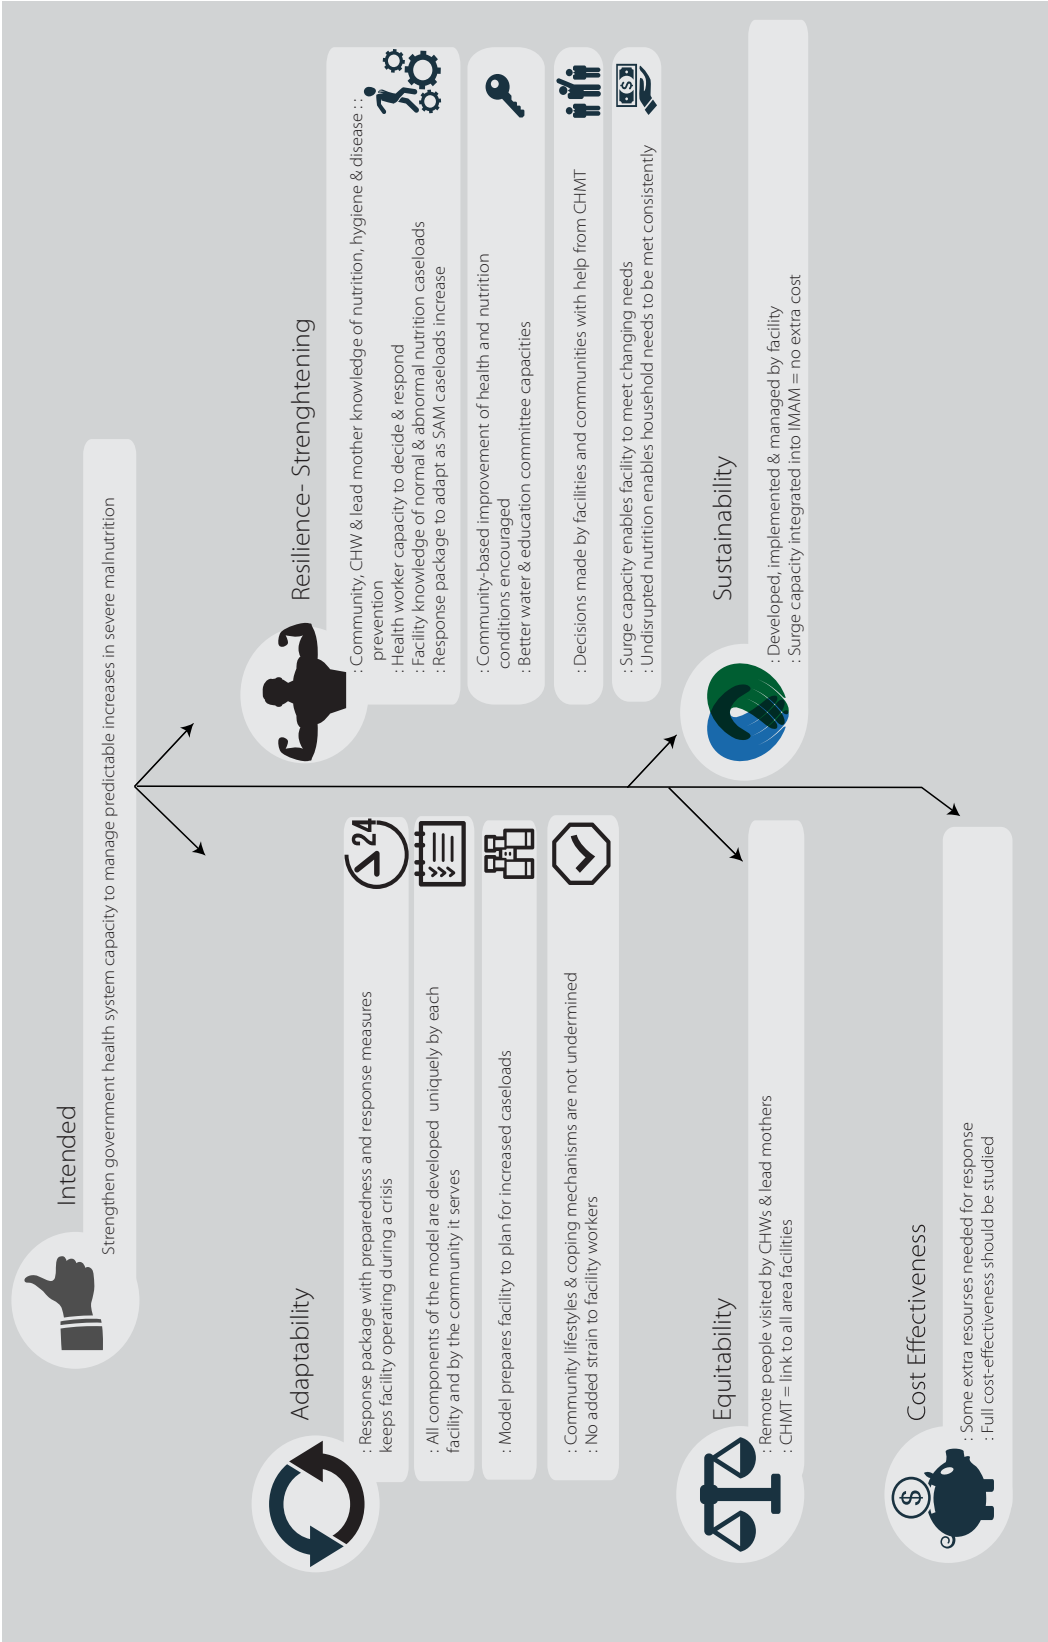 Intended
Strengthen government health system capacity to manage predictable increases in severe malnutrition
Adaptability
: Response package with preparedness and response measures
keeps facility operating during a crisis
24
: All components of the model are developed uniquely by each
facility and by the community it serves
: Model prepares facility to plan for increased caseloads
: Community lifestyles & coping mechanisms are not undermined
: No added strain to facility workers
Resilience- Strenghtening
: Community, CHW & lead mother knowledge of nutrition, hygiene & disease : :
prevention
: Health worker capacity to decide & respond
: Facility knowledge of normal & abnormal nutrition caseloads
: Response package to adapt as SAM caseloads increase
: Community-based improvement of health and nutrition
conditions encouraged
: Better water & education committee capacities
: Decisions made by facilities and communities with help from CHMT
: Surge capacity enables facility to meet changing needs
: Undisrupted nutrition enables household needs to be met consistently
$
Equitability
: Remote people visited by CHWs & lead mothers
: CHMT = link to all area facilities
Sustainability
: Developed, implemented & managed by facility
: Surge capacity integrated into IMAM = no extra cost
Cost Effectiveness
$
: Some extra resourses needed for response
: Full cost-effectiveness should be studied